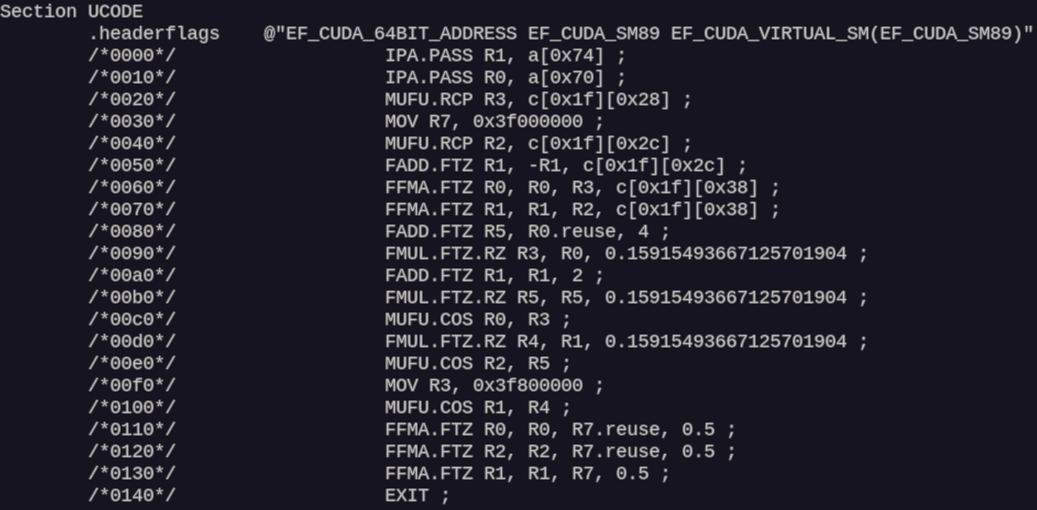 Section UCODE
.headerflags @"EF_CUDA_64BIT_ADDRESS EF_CUDA_SM89 EF_CUDA_VIRTUAL_SM(EF_CUDA_SM89)"
/*0000*/ IPA.PASS R1, a[0x74] ;
/*0010*/ IPA.PASS R0, a[0x70] ;
/*0020*/ MUFU.RCP R3, c[0x1f][0x28] ;
/*0030*/ MOV R7, 0x3f000000 ;
/*0040*/ MUFU.RCP R2, c[0x1f][0x2c] ;
/*0050*/ FADD.FTZ R1, -R1, c[0x1f][0x2c] ;
/*0060*/ FFMA.FTZ R0, R0, R3, c[0x1f][0x38] ;
/*0070*/ FFMA.FTZ R1, R1, R2, c[0x1f][0x38] ;
/*0080*/ FADD.FTZ R5, R0.reuse, 4 ;
/*0090*/ FMUL.FTZ.RZ R3, R0, 0.15915493667125701904 ;
/*00a0*/ FADD.FTZ R1, R1, 2 ;
/*00b0*/ FMUL.FTZ.RZ R5, R5, 0.15915493667125701904 ;
/*00c0*/ MUFU.COS R0, R3 ;
/*00d0*/ FMUL.FTZ.RZ R4, R1, 0.15915493667125701904 ;
/*00e0*/ MUFU.COS R2, R5 ;
/*00f0*/ MOV R3, 0x3f800000 ;
/*0100*/ MUFU.COS R1, R4 ;
/*0110*/ FFMA.FTZ R0, R0, R7.reuse, 0.5 ;
/*0120*/ FFMA.FTZ R2, R2, R7.reuse, 0.5 ;
/*0130*/ FFMA.FTZ R1, R1, R7, 0.5 ;
/*0140*/ EXIT ;